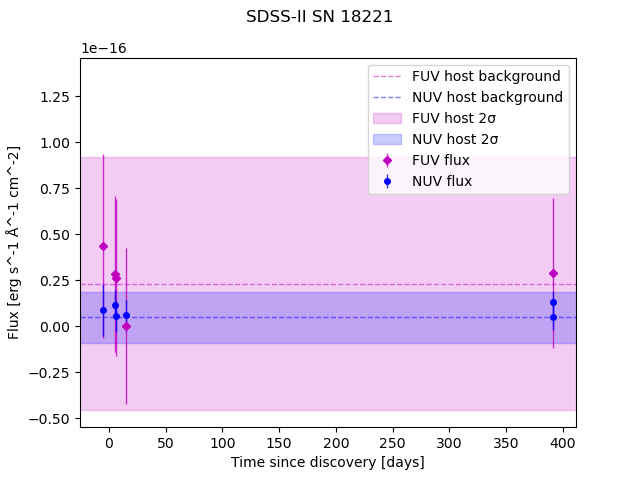 SDSS-II SN 18221
1e−16
FUV host background
NUV host background
FUV host 2σ
NUV host 2σ
FUV flux
NUV flux
1.25
1.00
0.75
0.50
0.25
0.00
−0.25
−0.50
Flux [erg s^-1 Å^-1 cm^-2]
0 50 100 150 200 250 300 350 400
Time since discovery [days]